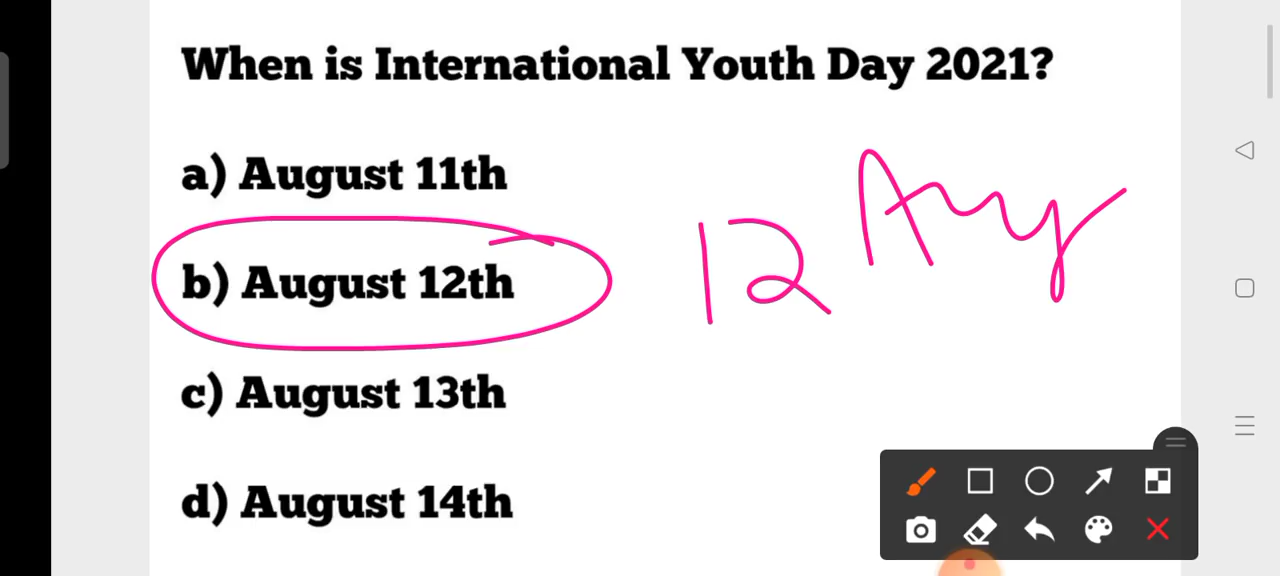 When is International Youth Day 2021?
a) August 11th
b) August 12th
12 Aug
c) August 13th
d) August 14th